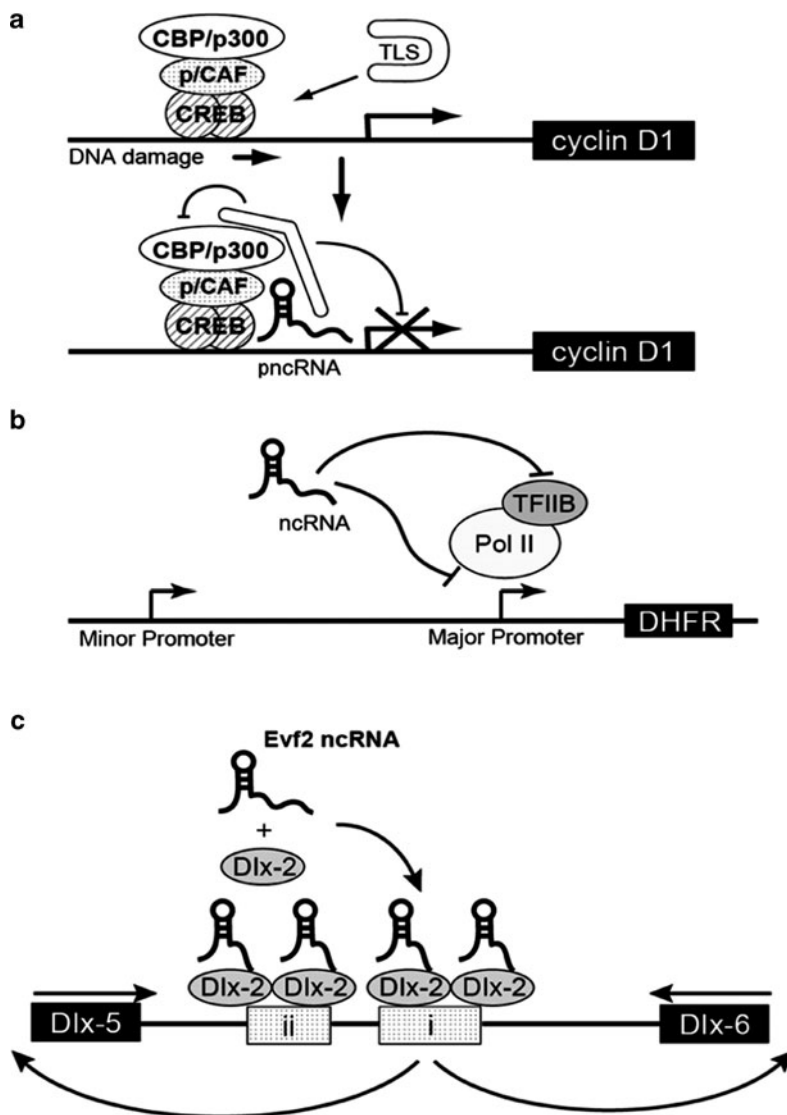 a
CBP/p300
TLS
p/CAF
CREB
cyclin D1
DNA damage
CBP/p300
p/CAF
CREB
cyclin D1
pncRNA
b
ncRNA
TFIIB
Pol II
Minor Promoter
Major Promoter
DHFR
c
Evf2 ncRNA
+
Dlx-2
Dlx-2 Dlx-2 Dlx-2 Dlx-2
Dlx-5 ii i Dlx-6